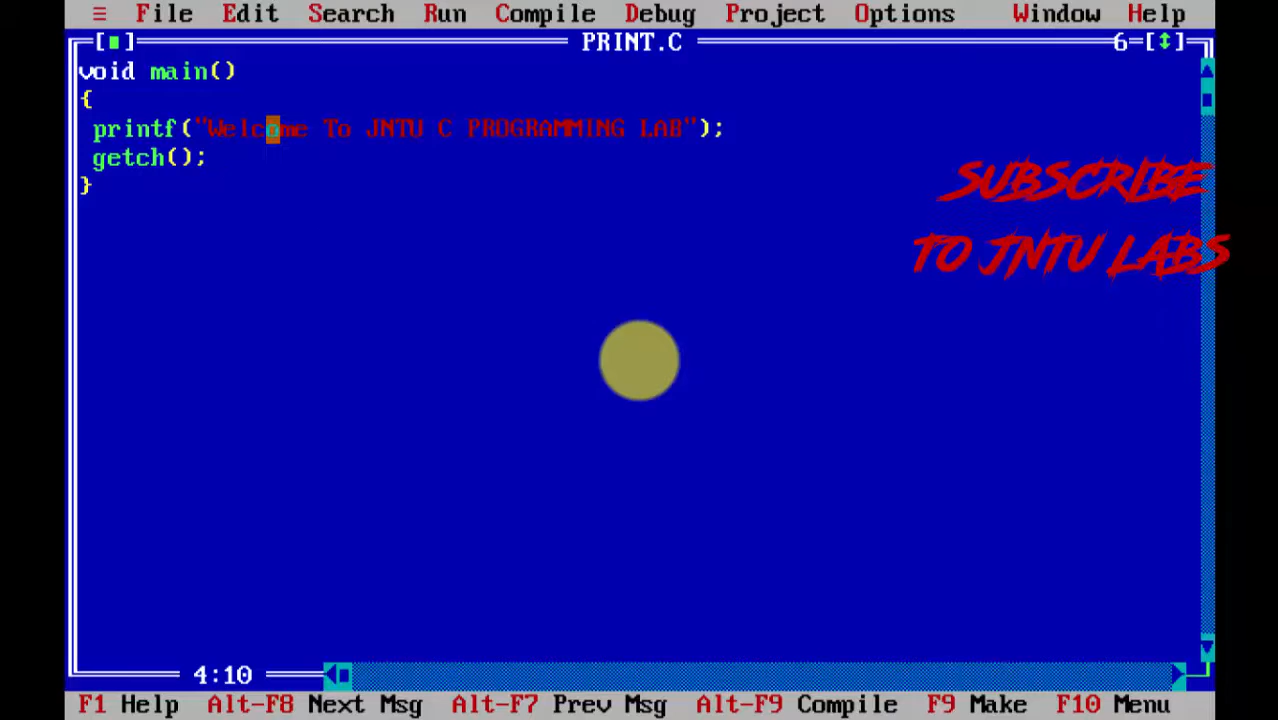 ≡ File Edit Search Run Compile Debug Project Options Window Help
[■] PRINT.C 6=[↕]
void main()
{
printf("Welcome To JNTU C PROGRAMMING LAB");
getch();
}
SUBSCRIBE
TO JNTU LABS
4:10
F1 Help Alt-F8 Next Msg Alt-F7 Prev Msg Alt-F9 Compile F9 Make F10 Menu